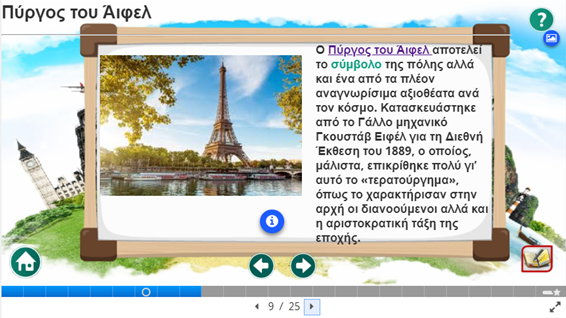 Πύργος του Άιφελ
Ο Πύργος του Άιφελ αποτελεί
το σύμβολο της πόλης αλλά
και ένα από τα πλέον
αναγνωρίσιμα αξιοθέατα ανά
τον κόσμο. Κατασκευάστηκε
από το Γάλλο μηχανικό
Γκουστάβ Ειφέλ για τη Διεθνή
Έκθεση του 1889, ο οποίος,
μάλιστα, επικρίθηκε πολύ γι’
αυτό το «τερατούργημα»,
όπως το χαρακτήρισαν στην
αρχή οι διανοούμενοι αλλά και
η αριστοκρατική τάξη της
εποχής.
9 / 25